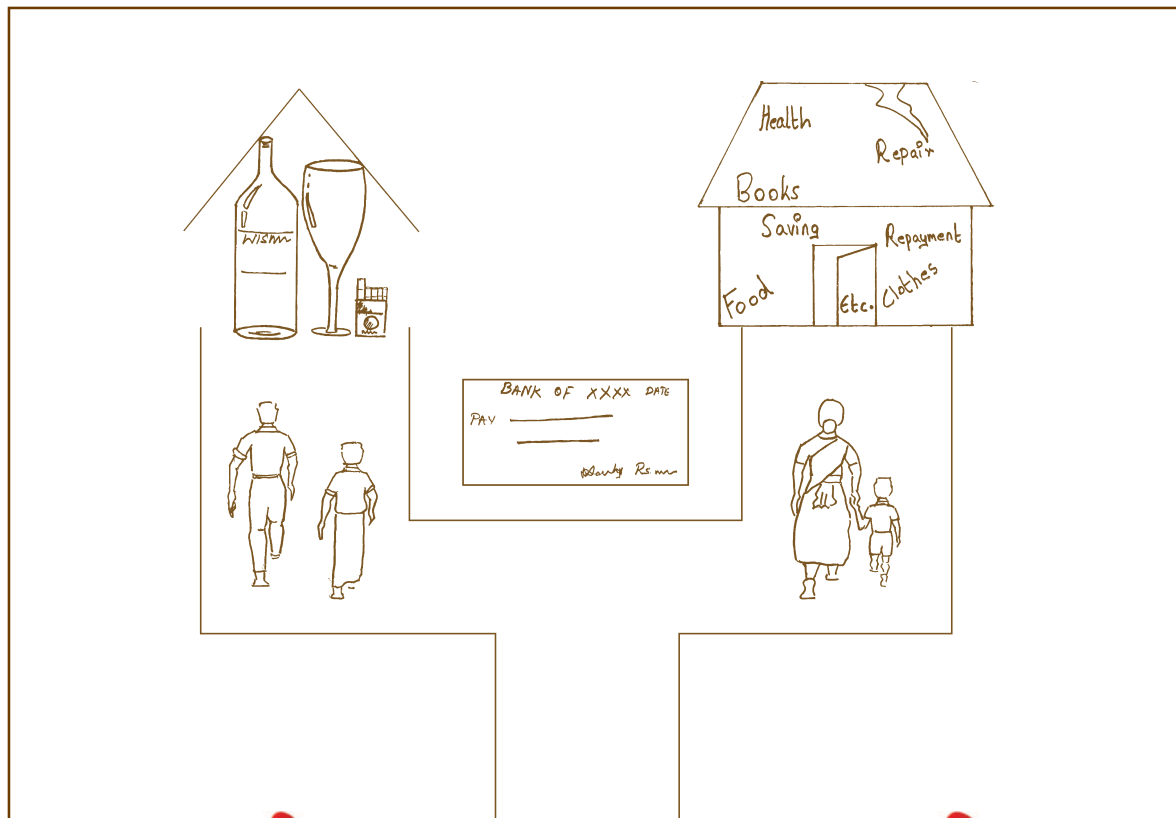 Health
Repair
Books
Saving
Repayment
Food
Etc.
Clothes
BANK OF XXXX DATE
PAY
Rs.